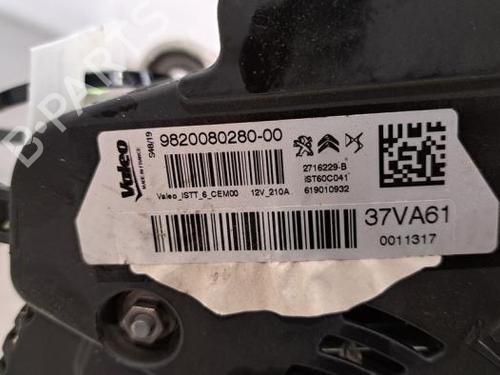 Valeo
MADE IN FRANCE
S48/19
9820080280-00
Valeo_ISTT_6_CEM00 12V_210A
2716229-B
iST60C041
619010932
37VA61
0011317
B-PARTS